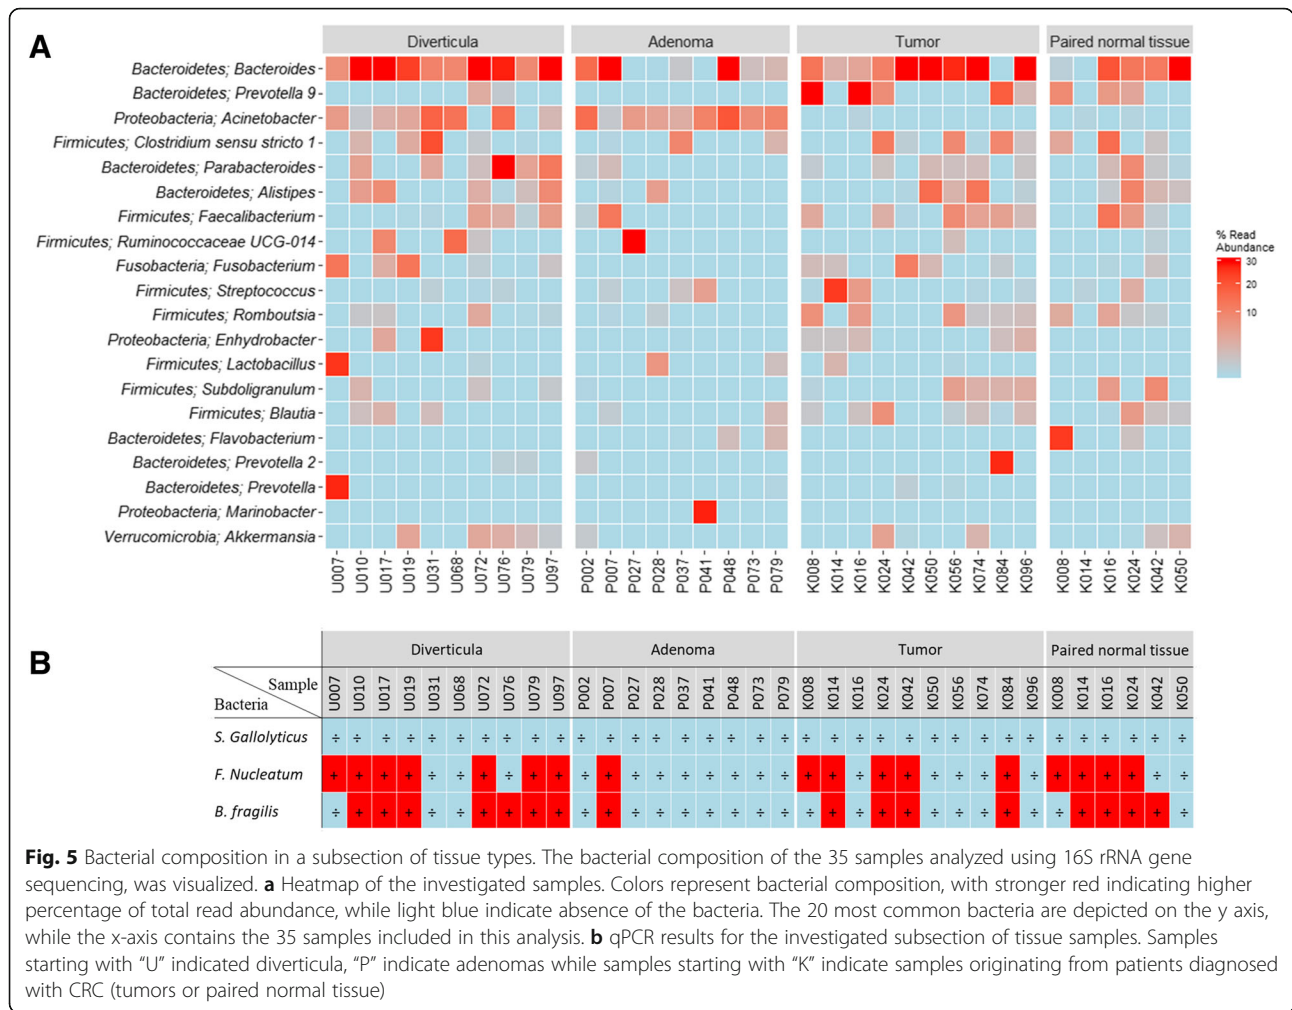 A
Diverticula Adenoma Tumor Paired normal tissue
Bacteroidetes; Bacteroides
Bacteroidetes; Prevotella 9
Proteobacteria; Acinetobacter
Firmicutes; Clostridium sensu stricto 1
Bacteroidetes; Parabacteroides
Bacteroidetes; Alistipes
Firmicutes; Faecalibacterium
Firmicutes; Ruminococcaceae UCG-014
Fusobacteria; Fusobacterium
Firmicutes; Streptococcus
Firmicutes; Romboutsia
Proteobacteria; Enhydrobacter
Firmicutes; Lactobacillus
Firmicutes; Subdoligranulum
Firmicutes; Blautia
Bacteroidetes; Flavobacterium
Bacteroidetes; Prevotella 2
Bacteroidetes; Prevotella
Proteobacteria; Marinobacter
Verrucomicrobia; Akkermansia
% Read
Abundance
30
20
10
U007 U010 U017 U019 U031 U068 U072 U076 U079 U097 P002 P007 P027 P028 P037 P041 P048 P073 P079 K008 K014 K016 K024 K042 K050 K056 K074 K084 K096 K008 K014 K016 K024 K042 K050
B
Diverticula Adenoma Tumor Paired normal tissue
Sample
Bacteria
U007 U010 U017 U019 U031 U068 U072 U076 U079 U097 P002 P007 P027 P028 P037 P041 P048 P073 P079 K008 K014 K016 K024 K042 K050 K056 K074 K084 K096 K008 K014 K016 K024 K042 K050
S. Gallolyticus ÷ ÷ ÷ ÷ ÷ ÷ ÷ ÷ ÷ ÷ ÷ ÷ ÷ ÷ ÷ ÷ ÷ ÷ ÷ ÷ ÷ ÷ ÷ ÷ ÷ ÷ ÷ ÷ ÷ ÷ ÷ ÷ ÷ ÷ ÷
F. Nucleatum + + + + ÷ ÷ + ÷ + + ÷ + ÷ ÷ ÷ ÷ ÷ ÷ ÷ + + ÷ + + ÷ ÷ ÷ + ÷ + + + + ÷ ÷
B. fragilis ÷ + + + ÷ ÷ + + + + ÷ + ÷ ÷ ÷ ÷ ÷ ÷ ÷ ÷ + ÷ + + ÷ ÷ ÷ + ÷ ÷ + + + + ÷
Fig. 5 Bacterial composition in a subsection of tissue types. The bacterial composition of the 35 samples analyzed using 16S rRNA gene
sequencing, was visualized. a Heatmap of the investigated samples. Colors represent bacterial composition, with stronger red indicating higher
percentage of total read abundance, while light blue indicate absence of the bacteria. The 20 most common bacteria are depicted on the y axis,
while the x-axis contains the 35 samples included in this analysis. b qPCR results for the investigated subsection of tissue samples. Samples
starting with “U” indicated diverticula, “P” indicate adenomas while samples starting with “K” indicate samples originating from patients diagnosed
with CRC (tumors or paired normal tissue)